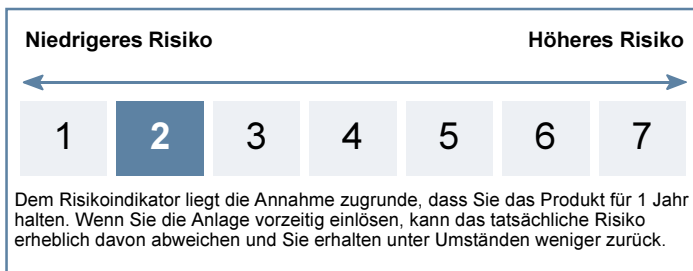 Niedrigeres Risiko Höheres Risiko
1 2 3 4 5 6 7
Dem Risikoindikator liegt die Annahme zugrunde, dass Sie das Produkt für 1 Jahr
halten. Wenn Sie die Anlage vorzeitig einlösen, kann das tatsächliche Risiko
erheblich davon abweichen und Sie erhalten unter Umständen weniger zurück.